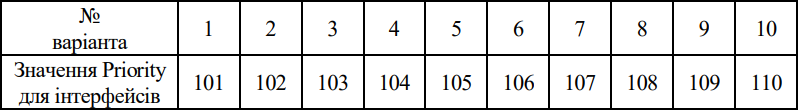 № варіанта 1 2 3 4 5 6 7 8 9 10
Значення Priority для інтерфейсів 101 102 103 104 105 106 107 108 109 110